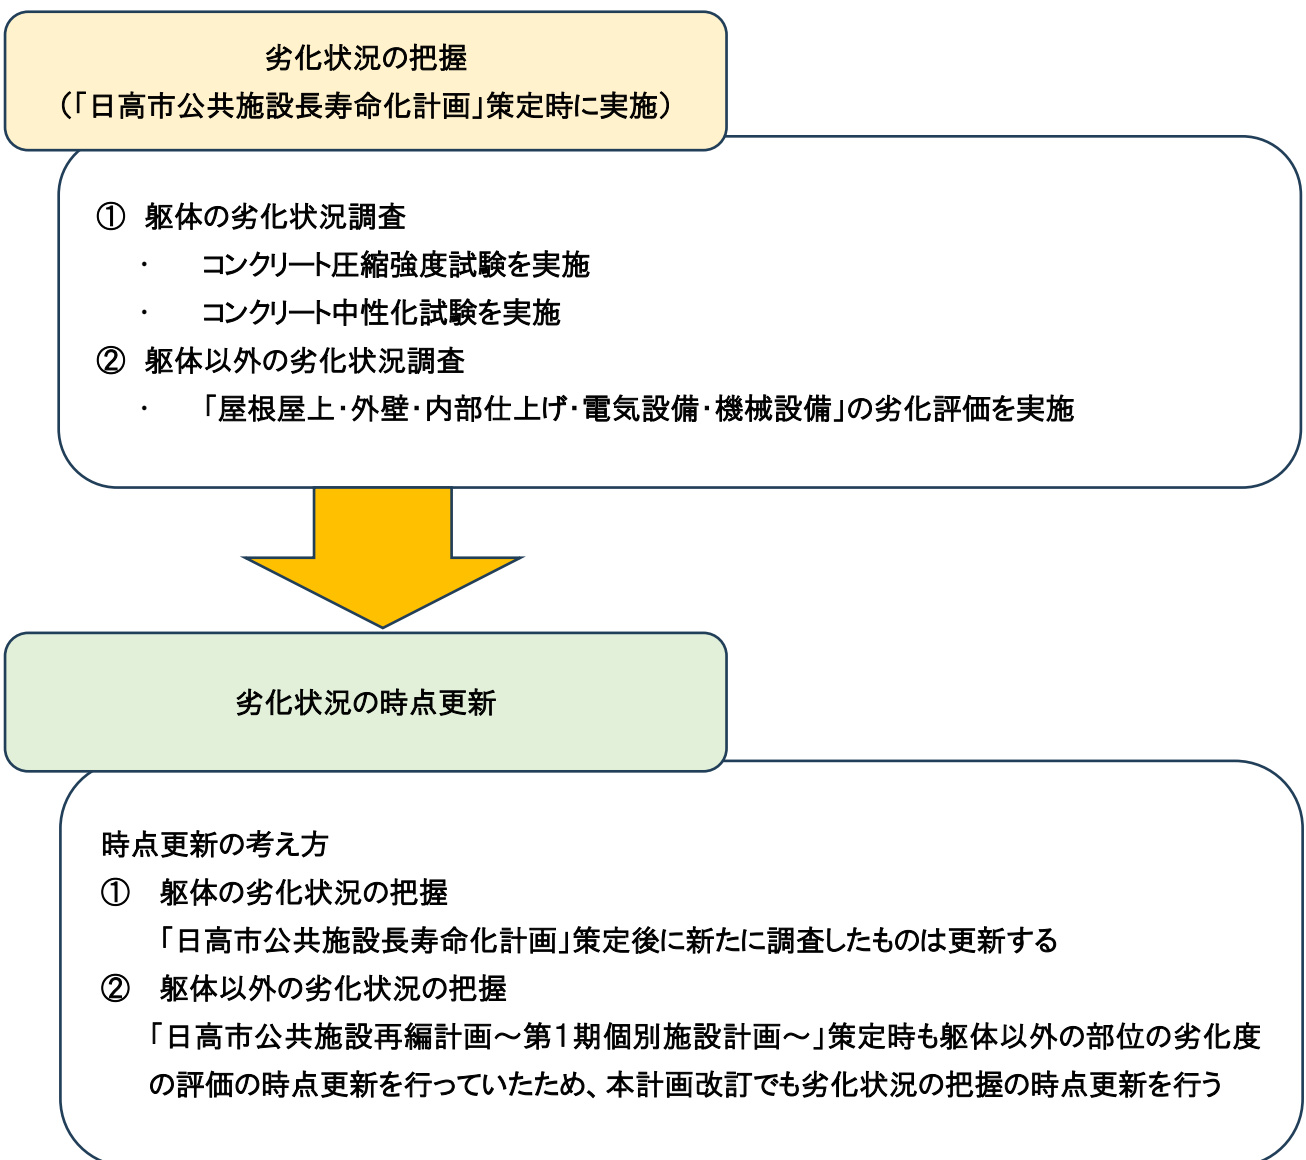 劣化状況の把握
（「日高市公共施設長寿命化計画」策定時に実施）
① 躯体の劣化状況調査
・ コンクリート圧縮強度試験を実施
・ コンクリート中性化試験を実施
② 躯体以外の劣化状況調査
・ 「屋根屋上・外壁・内部仕上げ・電気設備・機械設備」の劣化評価を実施
劣化状況の時点更新
時点更新の考え方
① 躯体の劣化状況の把握
「日高市公共施設長寿命化計画」策定後に新たに調査したものは更新する
② 躯体以外の劣化状況の把握
「日高市公共施設再編計画～第１期個別施設計画～」策定時も躯体以外の部位の劣化度
の評価の時点更新を行っていたため、本計画改訂でも劣化状況の把握の時点更新を行う